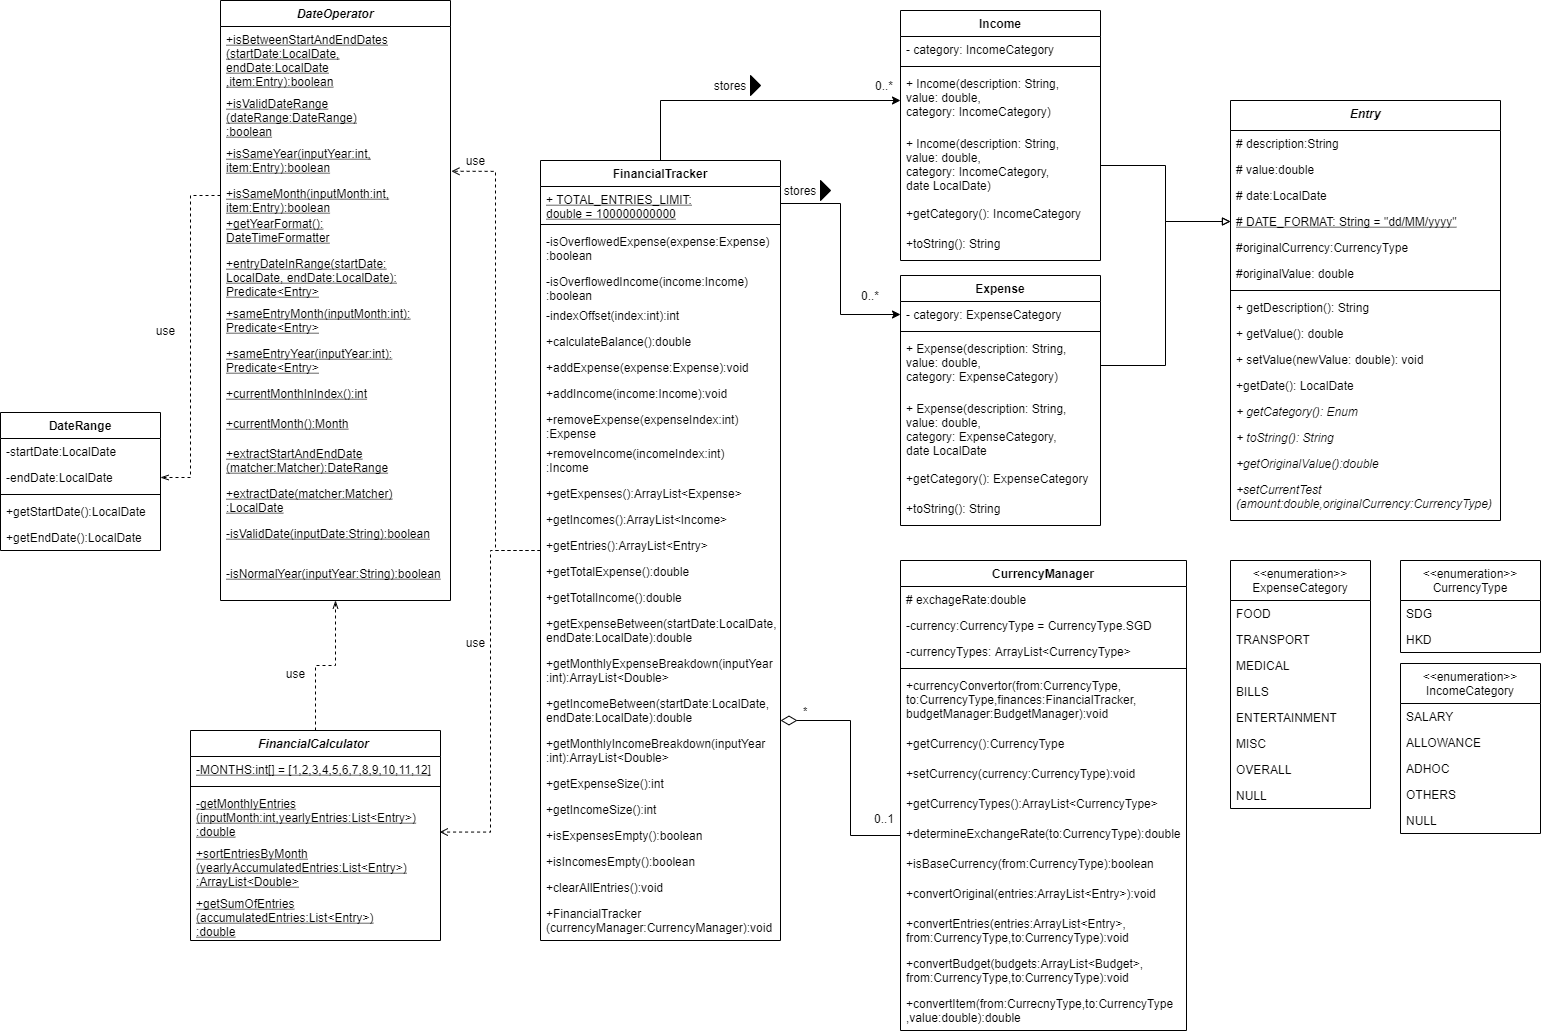 DateOperator
+isBetweenStartAndEndDates
(startDate:LocalDate,
endDate:LocalDate
,item:Entry):boolean
+isValidDateRange
(dateRange:DateRange)
:boolean
+isSameYear(inputYear:int,
item:Entry):boolean
+isSameMonth(inputMonth:int,
item:Entry):boolean
+getYearFormat():
DateTimeFormatter
+entryDateInRange(startDate:
LocalDate, endDate:LocalDate):
Predicate<Entry>
+sameEntryMonth(inputMonth:int):
Predicate<Entry>
+sameEntryYear(inputYear:int):
Predicate<Entry>
+currentMonthInIndex():int
+currentMonth():Month
+extractStartAndEndDate
(matcher:Matcher):DateRange
+extractDate(matcher:Matcher)
:LocalDate
-isValidDate(inputDate:String):boolean
-isNormalYear(inputYear:String):boolean
use
DateRange
-startDate:LocalDate
-endDate:LocalDate
+getStartDate():LocalDate
+getEndDate():LocalDate
use
FinancialCalculator
-MONTHS:int[] = [1,2,3,4,5,6,7,8,9,10,11,12]
-getMonthlyEntries
(inputMonth:int,yearlyEntries:List<Entry>)
:double
+sortEntriesByMonth
(yearlyAccumulatedEntries:List<Entry>)
:ArrayList<Double>
+getSumOfEntries
(accumulatedEntries:List<Entry>)
:double
use
use
FinancialTracker
+ TOTAL_ENTRIES_LIMIT:
double = 100000000000
-isOverflowedExpense(expense:Expense)
:boolean
-isOverflowedIncome(income:Income)
:boolean
-indexOffset(index:int):int
+calculateBalance():double
+addExpense(expense:Expense):void
+addIncome(income:Income):void
+removeExpense(expenseIndex:int)
:Expense
+removeIncome(incomeIndex:int)
:Income
+getExpenses():ArrayList<Expense>
+getIncomes():ArrayList<Income>
+getEntries():ArrayList<Entry>
+getTotalExpense():double
+getTotalIncome():double
+getExpenseBetween(startDate:LocalDate,
endDate:LocalDate):double
+getMonthlyExpenseBreakdown(inputYear
:int):ArrayList<Double>
+getIncomeBetween(startDate:LocalDate,
endDate:LocalDate):double
+getMonthlyIncomeBreakdown(inputYear
:int):ArrayList<Double>
+getExpenseSize():int
+getIncomeSize():int
+isExpensesEmpty():boolean
+isIncomesEmpty():boolean
+clearAllEntries():void
+FinancialTracker
(currencyManager:CurrencyManager):void
stores
0..*
stores
0..*
*
0..1
Income
- category: IncomeCategory
+ Income(description: String,
value: double,
category: IncomeCategory)
+ Income(description: String,
value: double,
category: IncomeCategory,
date LocalDate)
+getCategory(): IncomeCategory
+toString(): String
Expense
- category: ExpenseCategory
+ Expense(description: String,
value: double,
category: ExpenseCategory)
+ Expense(description: String,
value: double,
category: ExpenseCategory,
date LocalDate
+getCategory(): ExpenseCategory
+toString(): String
CurrencyManager
# exchageRate:double
-currency:CurrencyType = CurrencyType.SGD
-currencyTypes: ArrayList<CurrencyType>
+currencyConvertor(from:CurrencyType,
to:CurrencyType,finances:FinancialTracker,
budgetManager:BudgetManager):void
+getCurrency():CurrencyType
+setCurrency(currency:CurrencyType):void
+getCurrencyTypes():ArrayList<CurrencyType>
+determineExchangeRate(to:CurrencyType):double
+isBaseCurrency(from:CurrencyType):boolean
+convertOriginal(entries:ArrayList<Entry>):void
+convertEntries(entries:ArrayList<Entry>,
from:CurrencyType,to:CurrencyType):void
+convertBudget(budgets:ArrayList<Budget>,
from:CurrencyType,to:CurrencyType):void
+convertItem(from:CurrecnyType,to:CurrencyType
,value:double):double
Entry
# description:String
# value:double
# date:LocalDate
# DATE_FORMAT: String = "dd/MM/yyyy"
#originalCurrency:CurrencyType
#originalValue: double
+ getDescription(): String
+ getValue(): double
+ setValue(newValue: double): void
+getDate(): LocalDate
+ getCategory(): Enum
+ toString(): String
+getOriginalValue():double
+setCurrentTest
(amount:double,originalCurrency:CurrencyType)
<<enumeration>>
ExpenseCategory
FOOD
TRANSPORT
MEDICAL
BILLS
ENTERTAINMENT
MISC
OVERALL
NULL
<<enumeration>>
CurrencyType
SDG
HKD
<<enumeration>>
IncomeCategory
SALARY
ALLOWANCE
ADHOC
OTHERS
NULL